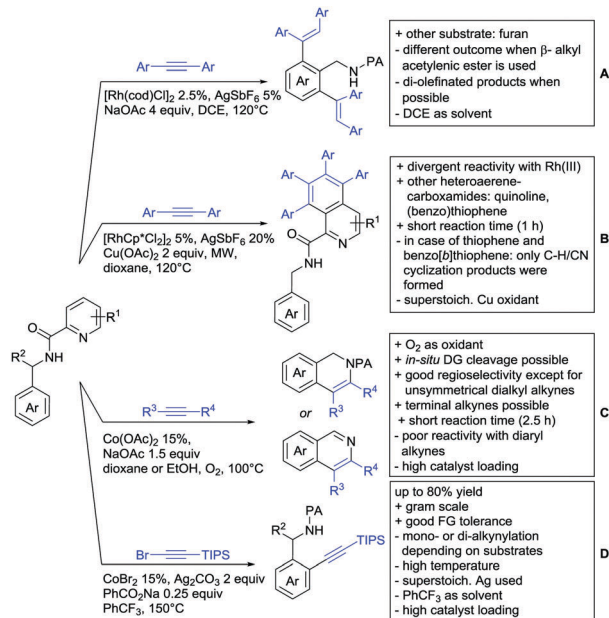 Ar Ar
[Rh(cod)Cl]2 2.5%, AgSbF6 5%
NaOAc 4 equiv, DCE, 120°C
Ar
Ar
N-PA
H
Ar
Ar
Ar
+ other substrate: furan
- different outcome when β- alkyl
acetylenic ester is used
- di-olefinated products when
possible
- DCE as solvent
A
Ar Ar
[RhCp*Cl2]2 5%, AgSbF6 20%
Cu(OAc)2 2 equiv, MW,
dioxane, 120°C
Ar
Ar
Ar
Ar
R1
O
N
NH
Ar
+ divergent reactivity with Rh(III)
+ other heteroaerene-
carboxamides: quinoline,
(benzo)thiophene
+ short reaction time (1 h)
- in case of thiophene and
benzo[b]thiophene: only C-H/CN
cyclization products were
formed
- superstoich. Cu oxidant
B
O
R1
N
R2
NH
Ar
R3 R4
Co(OAc)2 15%,
NaOAc 1.5 equiv
dioxane or EtOH, O2, 100°C
NPA
Ar
R4
R3
or
N
Ar
R4
R3
+ O2 as oxidant
+ in-situ DG cleavage possible
+ good regioselectivity except for
unsymmetrical dialkyl alkynes
+ terminal alkynes possible
+ short reaction time (2.5 h)
- poor reactivity with diaryl
alkynes
- high catalyst loading
C
Br TIPS
CoBr2 15%, Ag2CO3 2 equiv
PhCO2Na 0.25 equiv
PhCF3, 150°C
PA
R2
NH
TIPS
Ar
up to 80% yield
+ gram scale
+ good FG tolerance
- mono- or di-alkynylation
depending on substrates
- high temperature
- superstoich. Ag used
- PhCF3 as solvent
- high catalyst loading
D